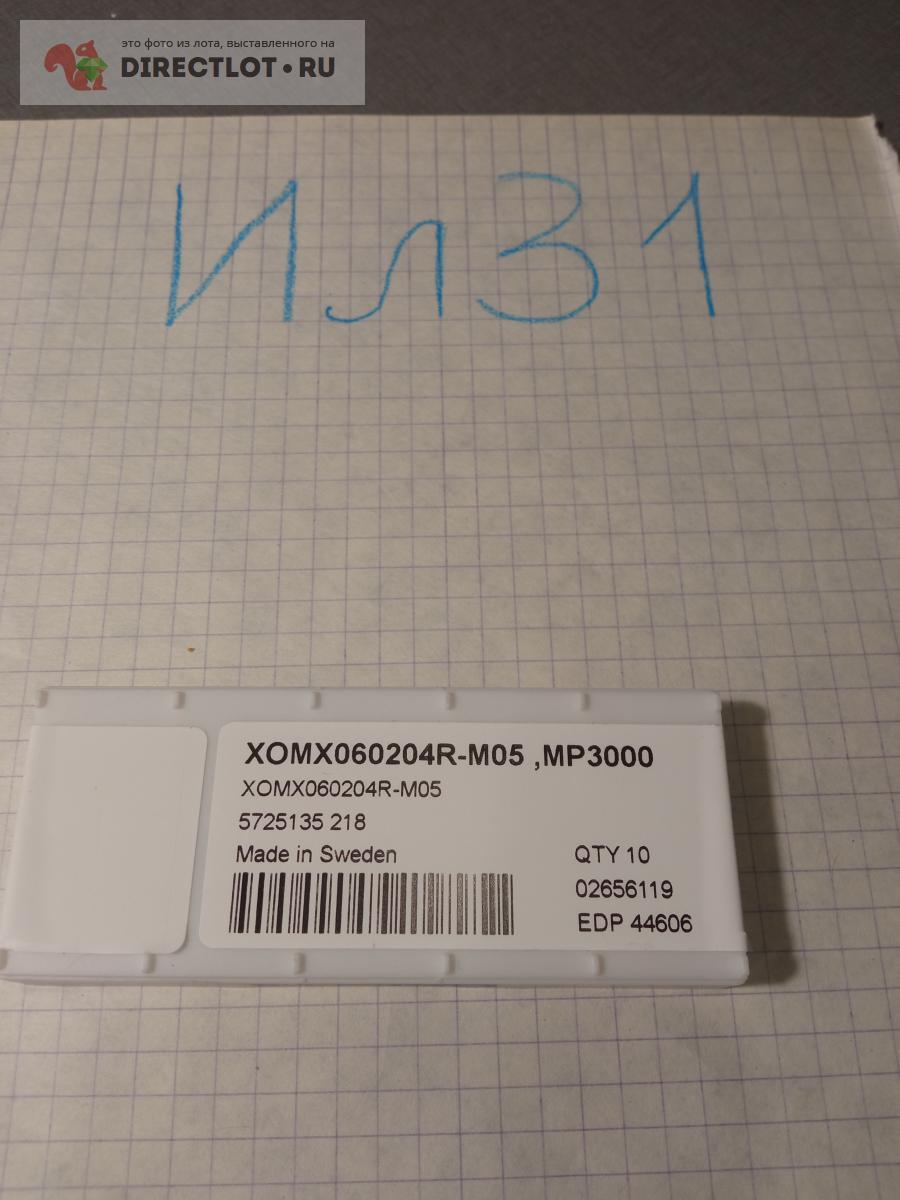 это фото из лота, выставленного на
DIRECTLOT•RU
Ил31
XOMX060204R-M05 ,MP3000
XOMX060204R-M05
5725135 218
Made in Sweden
QTY 10
02656119
EDP 44606